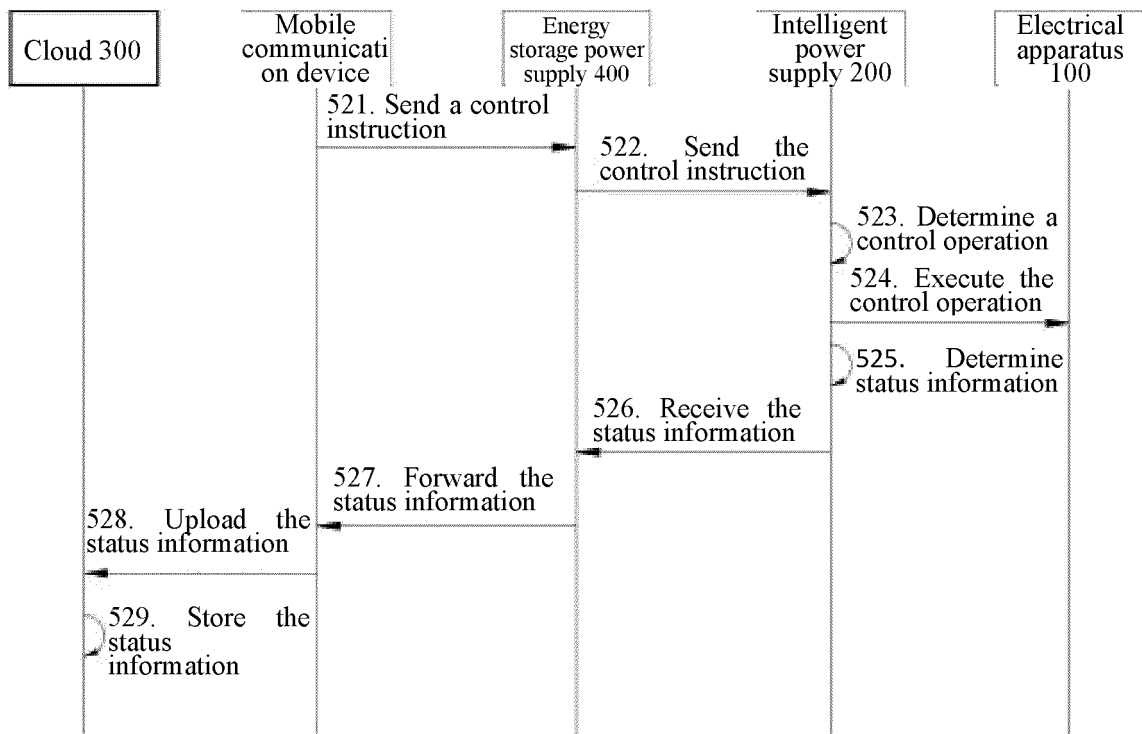 Cloud 300
Mobile
communicati
on device
Energy
storage power
supply 400
Intelligent
power
supply 200
Electrical
apparatus
100
521. Send a control
instruction
522. Send the
control instruction
523. Determine a
control operation
524. Execute the
control operation
525. Determine
status information
526. Receive the
status information
527. Forward the
status information
528. Upload the
status information
529. Store the
status
information